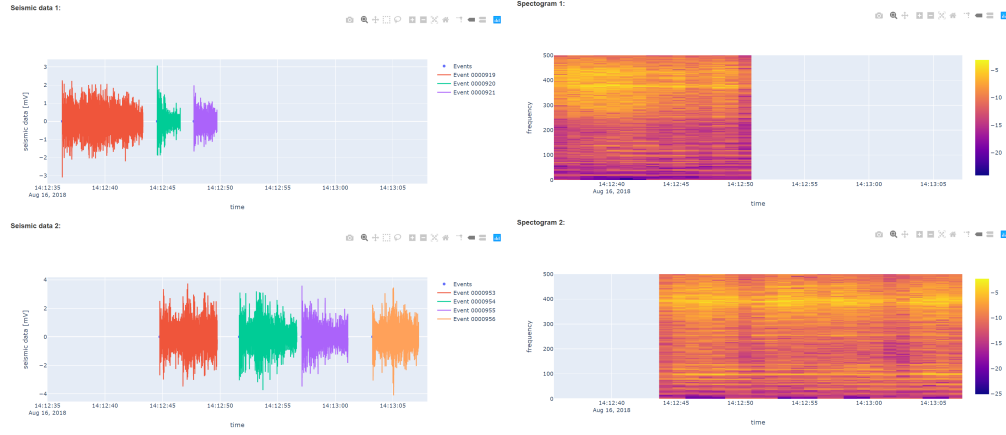 Seismic data 1:
3
2
1
0
−1
−2
−3
seismic data [mV]
14:12:35 14:12:40 14:12:45 14:12:50 14:12:55 14:13:00 14:13:05
Aug 16, 2018
time
Events
Event 0000919
Event 0000920
Event 0000921
Spectogram 1:
500
400
300
200
100
0
frequency
14:12:40 14:12:45 14:12:50 14:12:55 14:13:00 14:13:05
Aug 16, 2018
time
−5
−10
−15
−20
Seismic data 2:
4
2
0
−2
−4
seismic data [mV]
14:12:35 14:12:40 14:12:45 14:12:50 14:12:55 14:13:00 14:13:05
Aug 16, 2018
time
Events
Event 0000953
Event 0000954
Event 0000955
Event 0000956
Spectogram 2:
500
400
300
200
100
0
frequency
14:12:40 14:12:45 14:12:50 14:12:55 14:13:00 14:13:05
Aug 16, 2018
time
−5
−10
−15
−20
−25